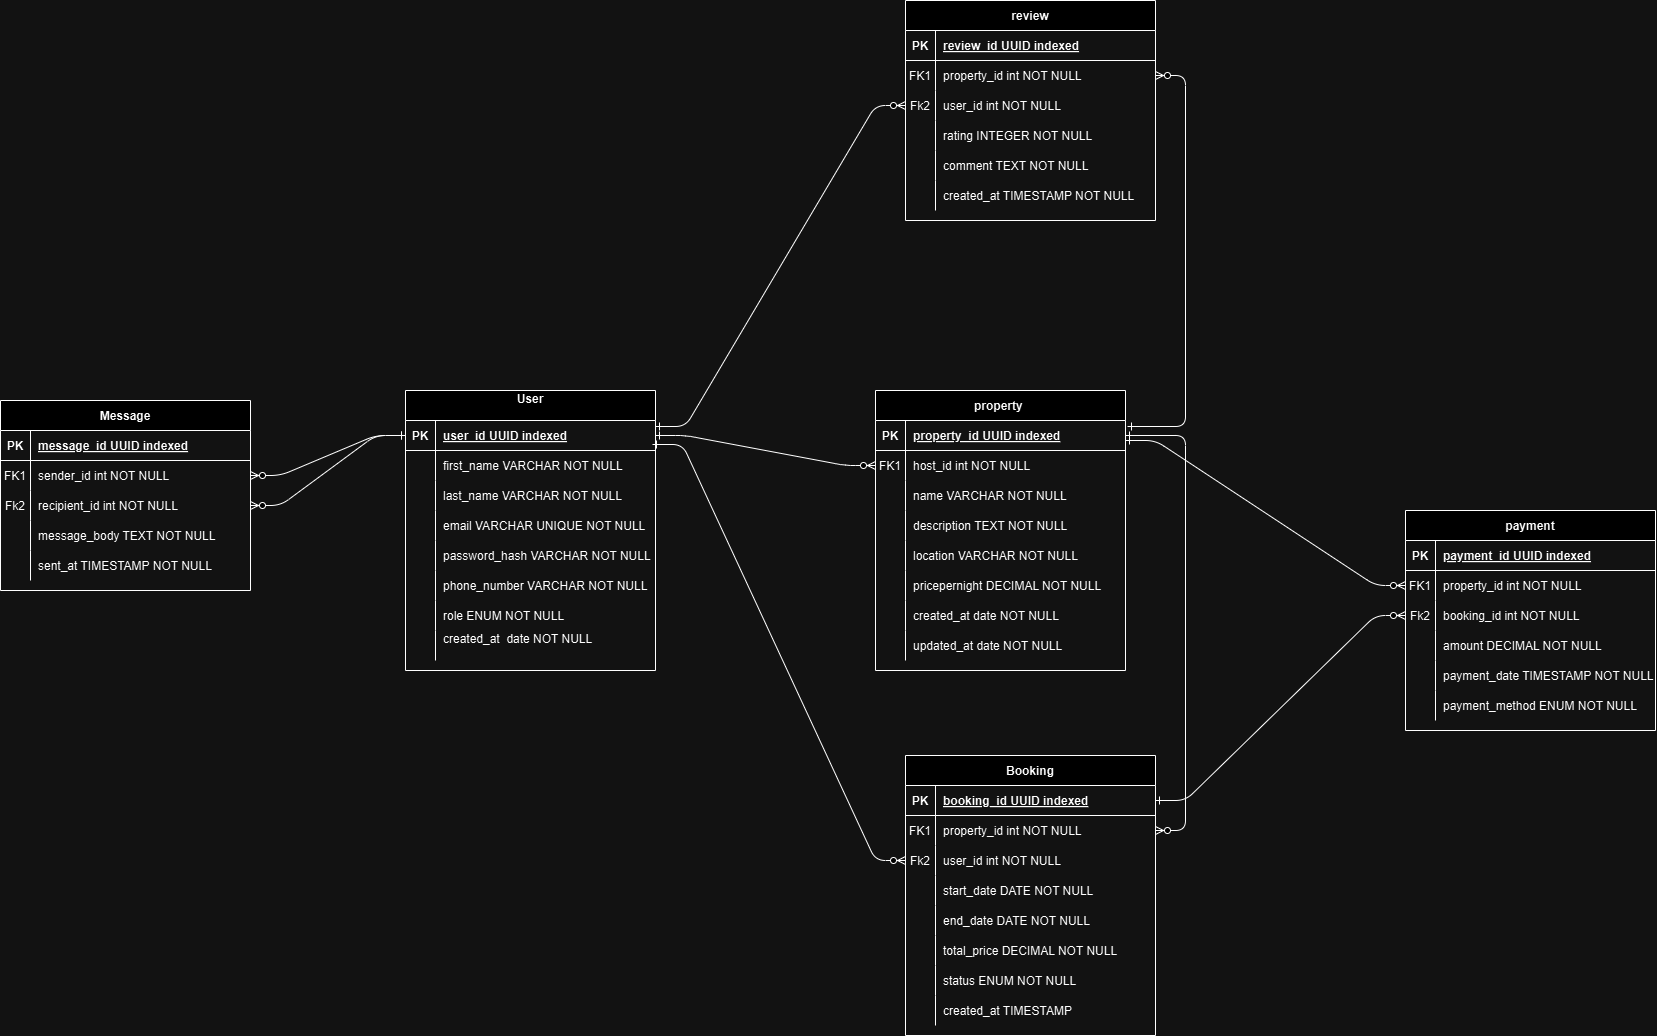 review
PK review_id UUID indexed
FK1 property_id int NOT NULL
Fk2 user_id int NOT NULL
rating INTEGER NOT NULL
comment TEXT NOT NULL
created_at TIMESTAMP NOT NULL
Message
PK message_id UUID indexed
FK1 sender_id int NOT NULL
Fk2 recipient_id int NOT NULL
message_body TEXT NOT NULL
sent_at TIMESTAMP NOT NULL
User
PK user_id UUID indexed
first_name VARCHAR NOT NULL
last_name VARCHAR NOT NULL
email VARCHAR UNIQUE NOT NULL
password_hash VARCHAR NOT NULL
phone_number VARCHAR NOT NULL
role ENUM NOT NULL
created_at  date NOT NULL
property
PK property_id UUID indexed
FK1 host_id int NOT NULL
name VARCHAR NOT NULL
description TEXT NOT NULL
location VARCHAR NOT NULL
pricepernight DECIMAL NOT NULL
created_at date NOT NULL
updated_at date NOT NULL
payment
PK payment_id UUID indexed
FK1 property_id int NOT NULL
Fk2 booking_id int NOT NULL
amount DECIMAL NOT NULL
payment_date TIMESTAMP NOT NULL
payment_method ENUM NOT NULL
Booking
PK booking_id UUID indexed
FK1 property_id int NOT NULL
Fk2 user_id int NOT NULL
start_date DATE NOT NULL
end_date DATE NOT NULL
total_price DECIMAL NOT NULL
status ENUM NOT NULL
created_at TIMESTAMP